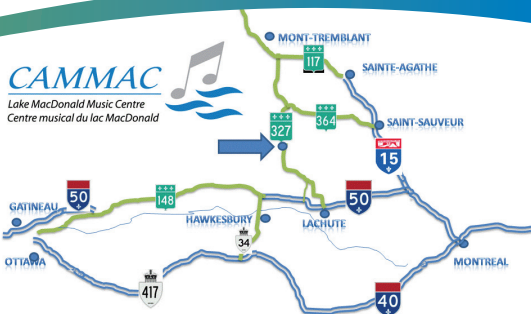 MONT-TREMBLANT
117
SAINTE-AGATHE
CAMMAC
Lake MacDonald Music Centre
Centre musical du lac MacDonald
327
364
SAINT-SAUVEUR
15
50
148
50
GATINEAU
HAWKESBURY
LACHUTE
34
OTTAWA
MONTREAL
417
40